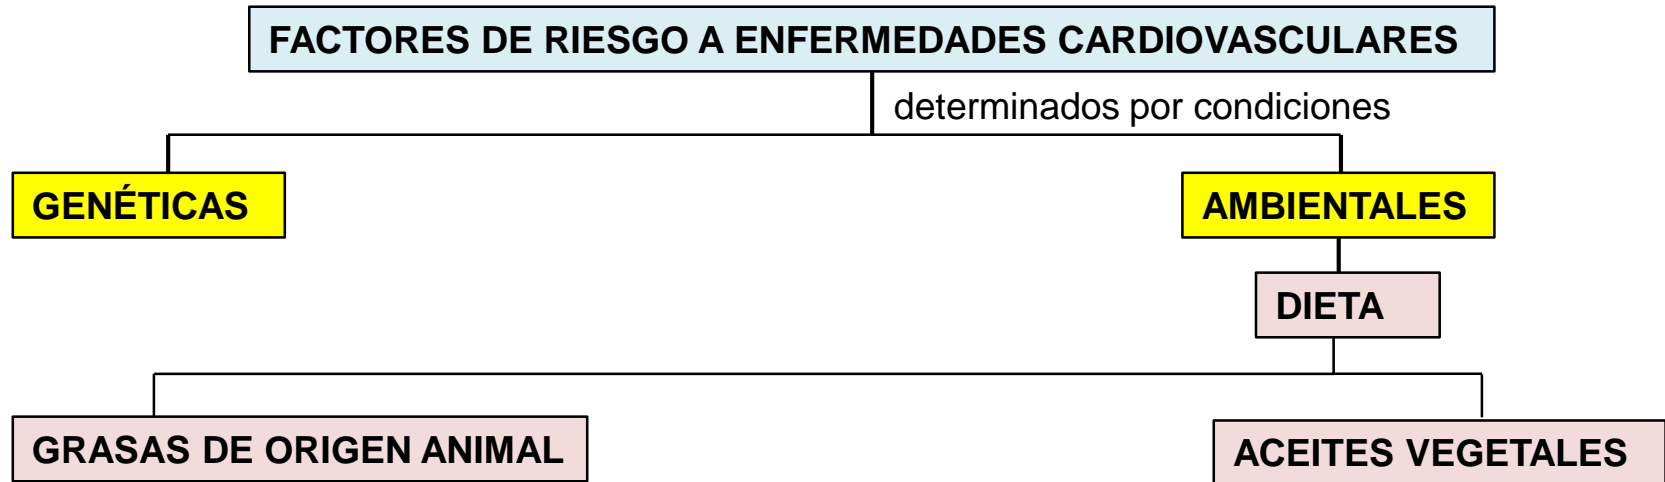 FACTORES DE RIESGO A ENFERMEDADES CARDIOVASCULARES
determinados por condiciones
GENÉTICAS
AMBIENTALES
DIETA
GRASAS DE ORIGEN ANIMAL
ACEITES VEGETALES